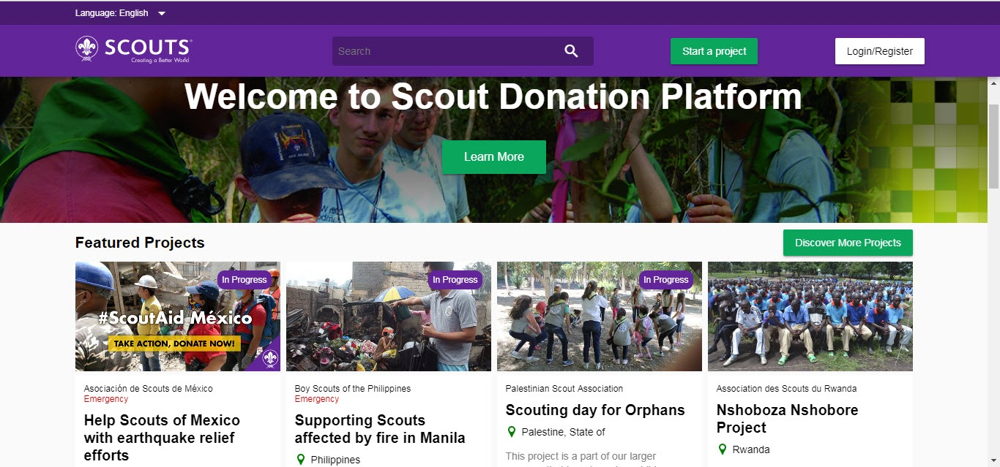 Language: English
SCOUTS
Creating a Better World
Search
Start a project
Login/Register
Welcome to Scout Donation Platform
Learn More
Featured Projects
Discover More Projects
In Progress
#ScoutAid México
TAKE ACTION, DONATE NOW!
Asociación de Scouts de México
Emergency
Help Scouts of Mexico
with earthquake relief
efforts
In Progress
Boy Scouts of the Philippines
Emergency
Supporting Scouts
affected by fire in Manila
Philippines
In Progress
Palestinian Scout Association
Scouting day for Orphans
Palestine, State of
This project is a part of our larger
Association des Scouts du Rwanda
Nshoboza Nshobore
Project
Rwanda